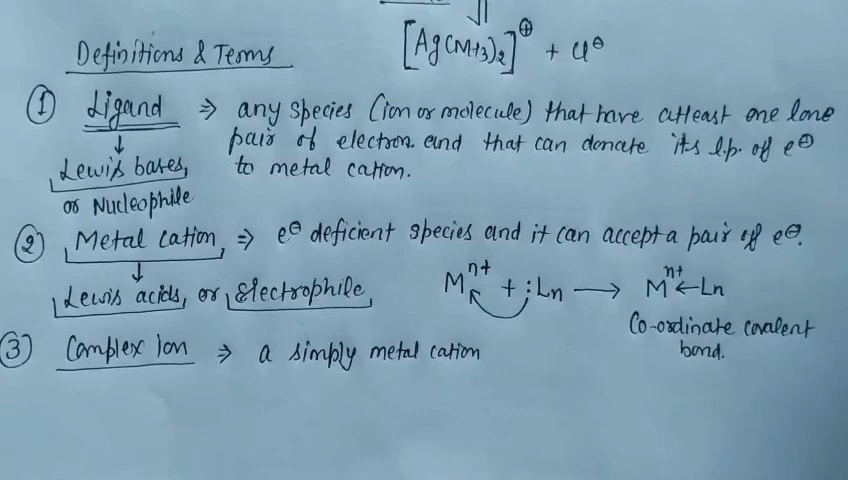 [Ag(NH3)2]⊕ + Cl⊖
Definitions & Terms
① Ligand ⇒ any species (ion or molecule) that have atleast one lone
pair of electron. and that can donate its l.p. of e⊖
to metal cation.
↓
Lewis bases,
or Nucleophile
② Metal cation, ⇒ e⊖ deficient species and it can accept a pair of e⊖.
↓
Lewis acids, or Electrophile,
Mⁿ⁺ + :Ln ⟶ Mⁿ⁺←Ln
Co-ordinate covalent
bond.
③ Complex Ion ⇒ a simply metal cation